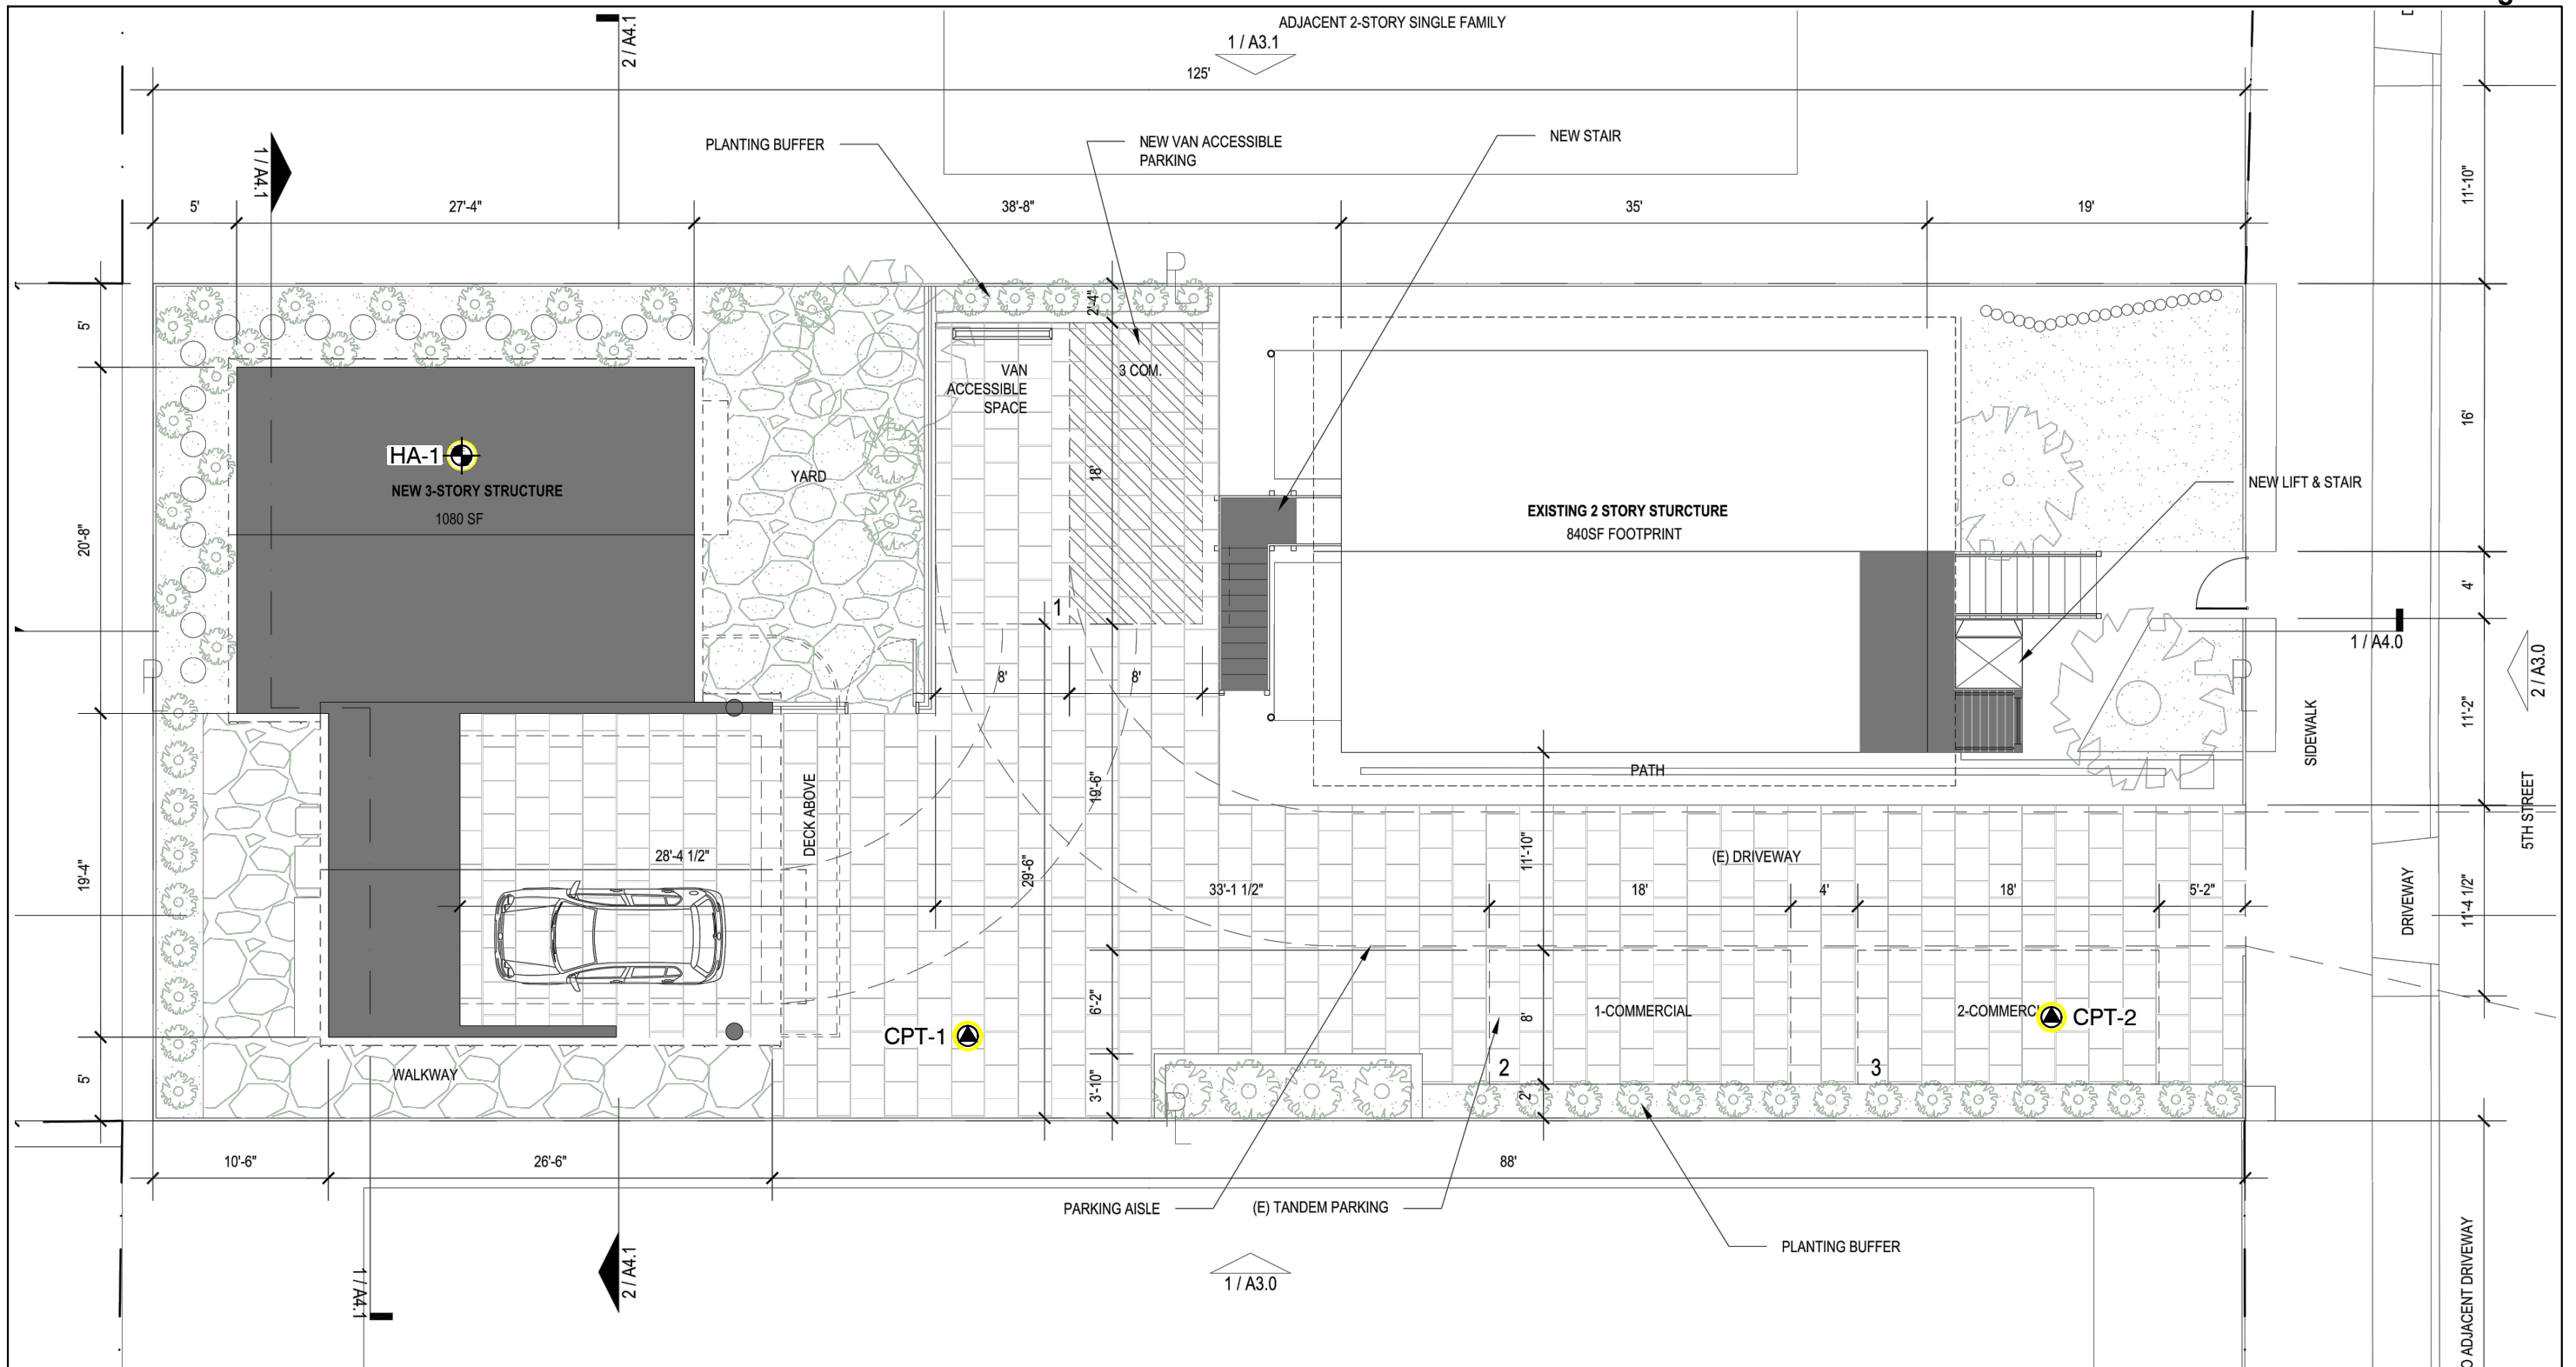 ADJACENT 2-STORY SINGLE FAMILY
1 / A3.1
2 / A4.1
125'
PLANTING BUFFER
NEW VAN ACCESSIBLE
PARKING
NEW STAIR
1 / A4.1
5'
27'-4"
38'-8"
35'
19'
11'-10"
P
L
5'
2'-4"
VAN
ACCESSIBLE
SPACE
3 COM.
16'
HA-1
NEW 3-STORY STRUCTURE
1080 SF
YARD
18'
EXISTING 2 STORY STURCTURE
840SF FOOTPRINT
NEW LIFT & STAIR
20'-8"
4'
1
1 / A4.0
2 / A3.0
P
8'
8'
P
L
11'-2"
SIDEWALK
PATH
5TH STREET
DECK ABOVE
19'-6"
28'-4 1/2"
29'-6"
11'-10"
(E) DRIVEWAY
19'-4"
33'-1 1/2"
18'
4'
18'
5'-2"
DRIVEWAY
11'-4 1/2"
6'-2"
8'
1-COMMERCIAL
2-COMMERCI
CPT-2
CPT-1
5'
WALKWAY
3'-10"
2
3
2'
P
L
10'-6"
26'-6"
88'
PARKING AISLE
(E) TANDEM PARKING
PLANTING BUFFER
1 / A4.1
2 / A4.1
1 / A3.0
O ADJACENT DRIVEWAY